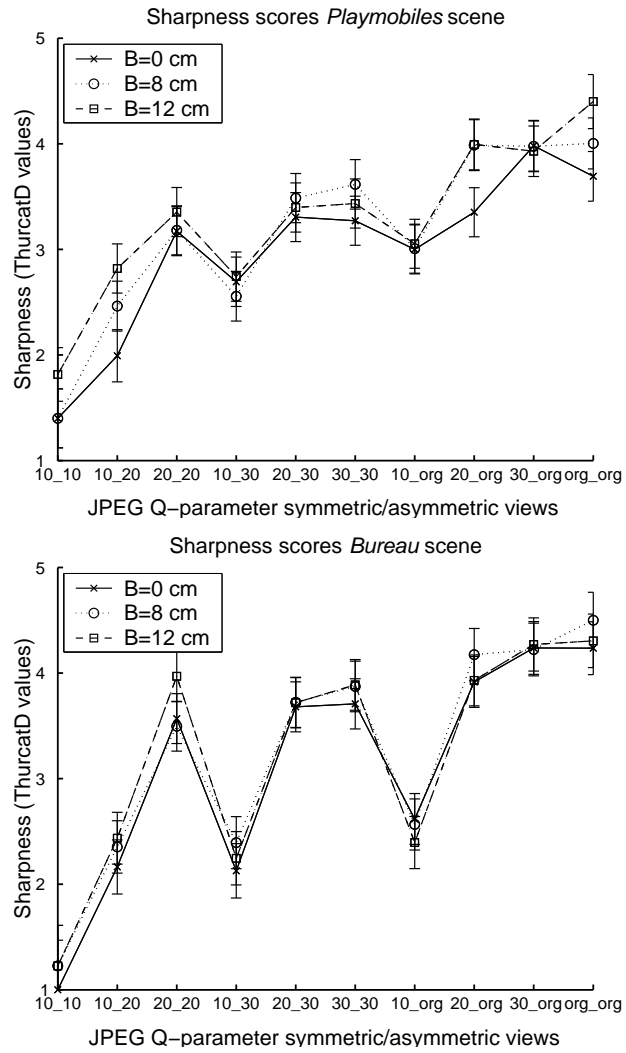 Sharpness scores Playmobiles scene
5
B=0 cm
B=8 cm
B=12 cm
4
3
2
1
Sharpness (ThurcatD values)
10_10 10_20 20_20 10_30 20_30 30_30 10_org 20_org 30_org org_org
JPEG Q−parameter symmetric/asymmetric views
Sharpness scores Bureau scene
5
B=0 cm
B=8 cm
B=12 cm
4
3
2
1
Sharpness (ThurcatD values)
10_10 10_20 20_20 10_30 20_30 30_30 10_org 20_org 30_org org_org
JPEG Q−parameter symmetric/asymmetric views